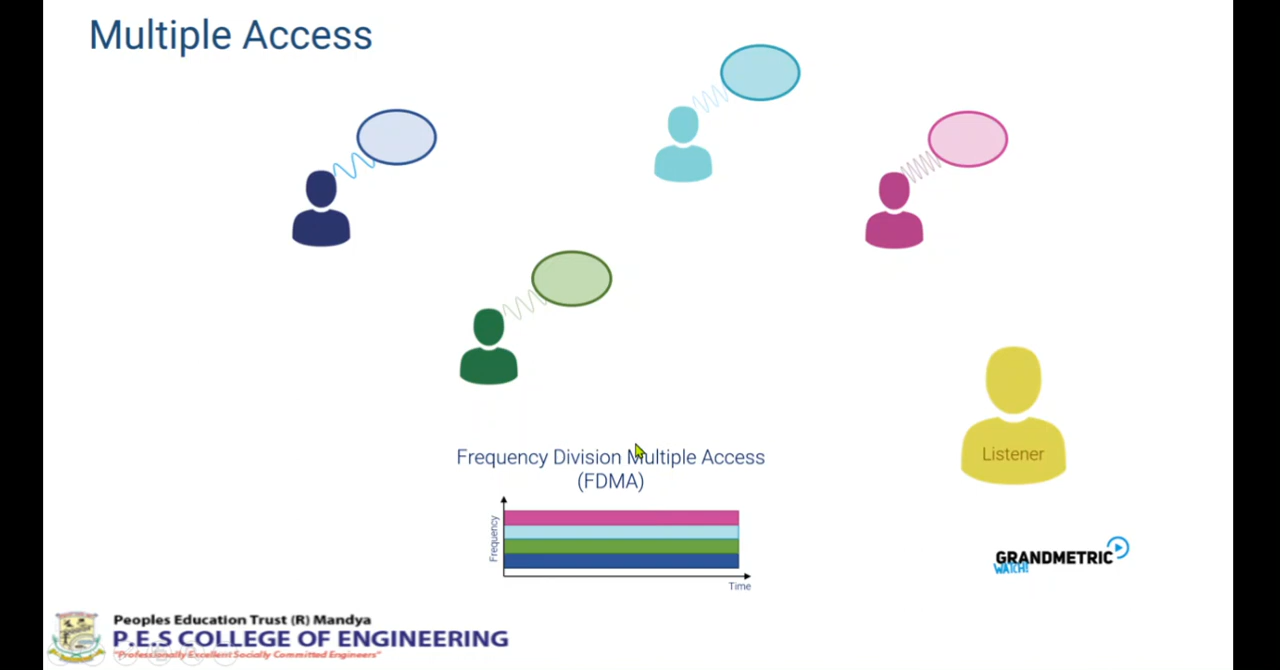 Multiple Access
Listener
Frequency Division Multiple Access
(FDMA)
Frequency
Time
GRANDMETRIC
WATCH!
Peoples Education Trust (R) Mandya
P.E.S COLLEGE OF ENGINEERING
"Professionally Excellent Socially Committed Engineers"